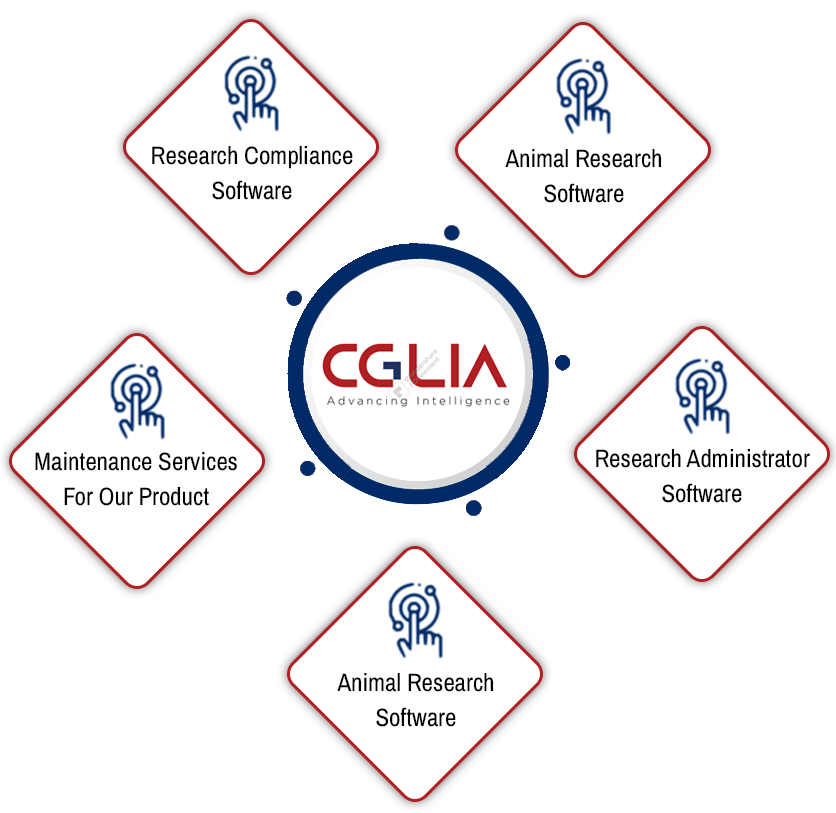 Research Compliance
Software
Animal Research
Software
CGLIA
Advancing Intelligence
Maintenance Services
For Our Product
Research Administrator
Software
Animal Research
Software